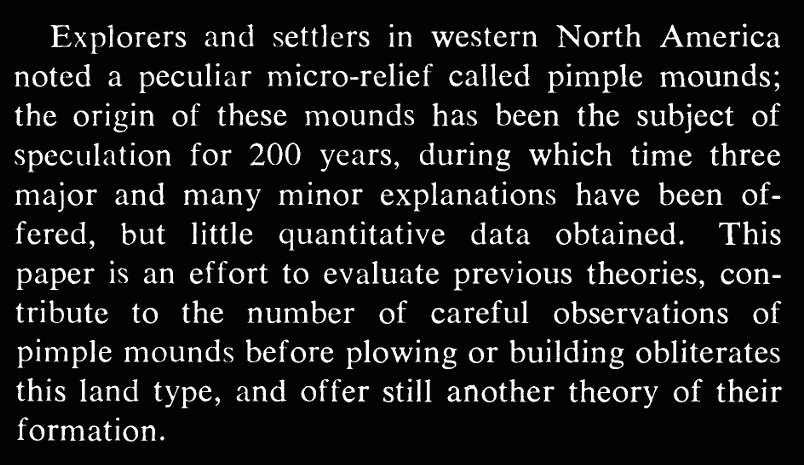 Explorers and settlers in western North America
noted a peculiar micro-relief called pimple mounds;
the origin of these mounds has been the subject of
speculation for 200 years, during which time three
major and many minor explanations have been of-
fered, but little quantitative data obtained. This
paper is an effort to evaluate previous theories, con-
tribute to the number of careful observations of
pimple mounds before plowing or building obliterates
this land type, and offer still another theory of their
formation.